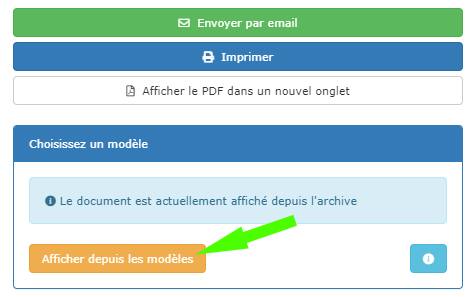 Envoyer par email
Imprimer
Afficher le PDF dans un nouvel onglet
Choisissez un modèle
Le document est actuellement affiché depuis l'archive
Afficher depuis les modèles